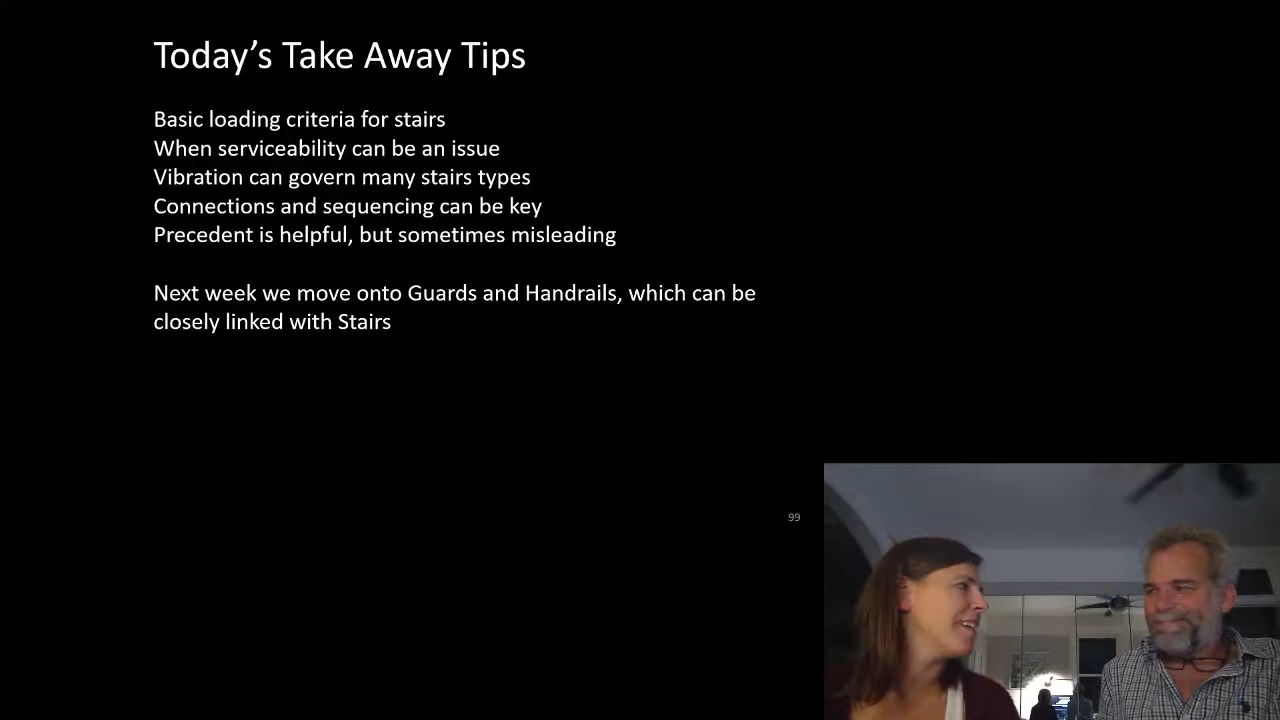 Today’s Take Away Tips
Basic loading criteria for stairs
When serviceability can be an issue
Vibration can govern many stairs types
Connections and sequencing can be key
Precedent is helpful, but sometimes misleading
Next week we move onto Guards and Handrails, which can be
closely linked with Stairs
99